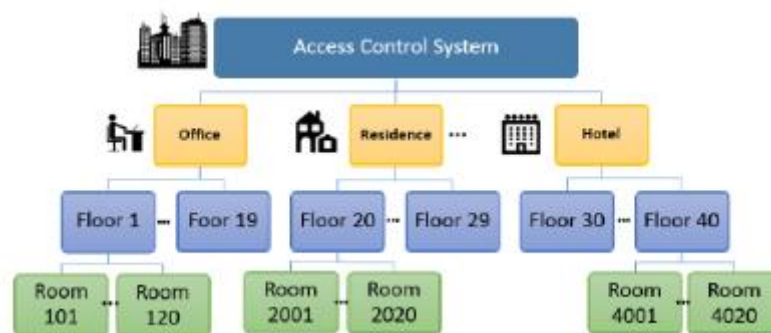 Access Control System
Office
Residence
...
Hotel
Floor 1
...
Foor 19
Floor 20
...
Floor 29
Floor 30
...
Floor 40
Room
101
...
Room
120
Room
2001
...
Room
2020
Room
4001
...
Room
4020